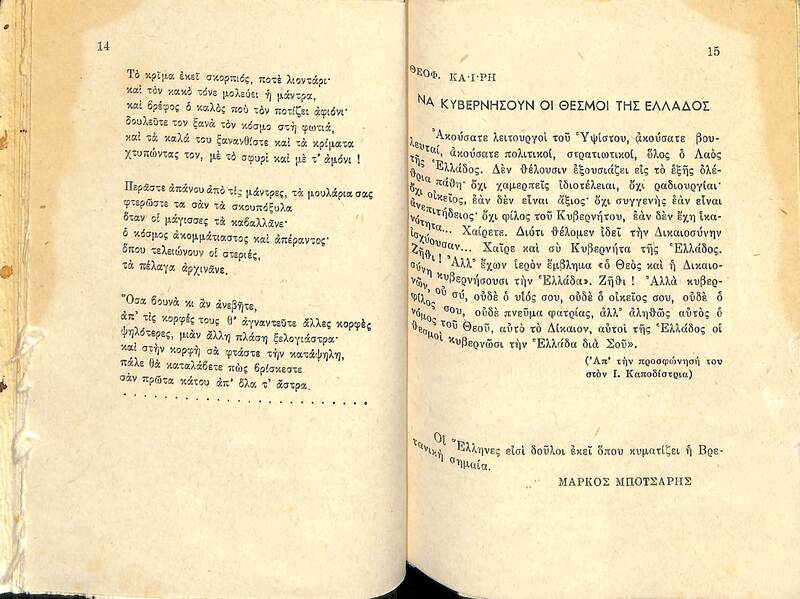 14
Τὸ κρῖμα ἐκεῖ σκορπιός, ποτὲ λιοντάρι·
καὶ τὸν κακὸ τόνε μολεύει ἡ μάντρα,
καὶ βρέφος ὁ καλὸς ποὺ τὸν ποτίζει ἀφιόνι·
δουλεῦτε τον ξανὰ τὸν κόσμο στὴ φωτιά,
καὶ τὰ καλά του ξανανθίστε καὶ τὰ κρίματα
χτυπώντας τον, μὲ τὸ σφυρὶ καὶ μὲ τ’ ἀμόνι !
Περᾶστε ἀπάνου ἀπὸ τὶς μάντρες, τὰ μουλάρια σας
φτερῶστε τα σὰν τὰ σκουπόξυλα
ὅταν οἱ μάγισσες τὰ καβαλλᾶνε·
ὁ κόσμος ἀκομμάτιαστος καὶ ἀπέραντος·
ὅπου τελειώνουν οἱ στεριές,
τὰ πέλαγα ἀρχινᾶνε.
Ὅσα βουνὰ κι ἂν ἀνεβῆτε,
ἀπ’ τὶς κορφές τους θ’ ἀγναντεῦτε ἄλλες κορφὲς
ψηλότερες, μιὰν ἄλλη πλάση ξελογιάστρα·
καὶ στὴν κορφὴ σὰ φτάστε τὴν κατάψηλη,
πάλε θὰ καταλάβετε πὼς βρίσκεστε
σὰν πρῶτα κάτου ἀπ’ ὅλα τ’ ἄστρα.
. . . . . . . . . . . . . . . . . . . . . . . .
15
ΘΕΟΦ. ΚΑ·Ι·ΡΗ
ΝΑ ΚΥΒΕΡΝΗΣΟΥΝ ΟΙ ΘΕΣΜΟΙ ΤΗΣ ΕΛΛΑΔΟΣ
Ἀκούσατε λειτουργοὶ τοῦ Ὑψίστου, ἀκούσατε βου-
λευταί, ἀκούσατε πολιτικοί, στρατιωτικοί, ὅλος ὁ Λαὸς
τῆς Ἑλλάδος. Δὲν θέλουσιν ἐξουσιάζει εἰς τὸ ἑξῆς ὀλέ-
θρια πάθη· ὄχι χαμερπεῖς ἰδιοτέλειαι, ὄχι ραδιουργίαι·
ὄχι οἰκεῖος, ἐὰν δὲν εἶναι ἄξιος· ὄχι συγγενὴς ἐὰν εἶναι
ἀνεπιτήδειος· ὄχι φίλος τοῦ Κυβερνήτου, ἐὰν δὲν ἔχῃ ἱκα-
νότητα... Χαίρετε. Διότι θέλομεν ἰδεῖ τὴν Δικαιοσύνην
ἰσχύουσαν... Χαῖρε καὶ σὺ Κυβερνῆτα τῆς Ἑλλάδος.
Ζῆθι ! Ἀλλ’ ἔχων ἱερὸν ἔμβλημα «ὁ Θεὸς καὶ ἡ Δικαιο-
σύνη κυβερνήσουσι τὴν Ἑλλάδα». Ζῆθι ! Ἀλλὰ κυβερ-
νῶν, οὐ σύ, οὐδὲ ὁ υἱός σου, οὐδὲ ὁ οἰκεῖος σου, οὐδὲ ὁ
φίλος σου, οὐδὲ πνεῦμα φατρίας, ἀλλ’ ἀληθῶς αὐτὸς ὁ
νόμος τοῦ Θεοῦ, αὐτὸ τὸ Δίκαιον, αὐτοὶ τῆς Ἑλλάδος οἱ
θεσμοὶ κυβερνῶσι τὴν Ἑλλάδα διὰ Σοῦ».
(Ἀπ’ τὴν προσφώνησή του
στὸν Ι. Καποδίστρια)
Οἱ Ἕλληνες εἰσὶ δοῦλοι ἐκεῖ ὅπου κυματίζει ἡ Βρε-
τανικὴ σημαία.
ΜΑΡΚΟΣ ΜΠΟΤΣΑΡΗΣ